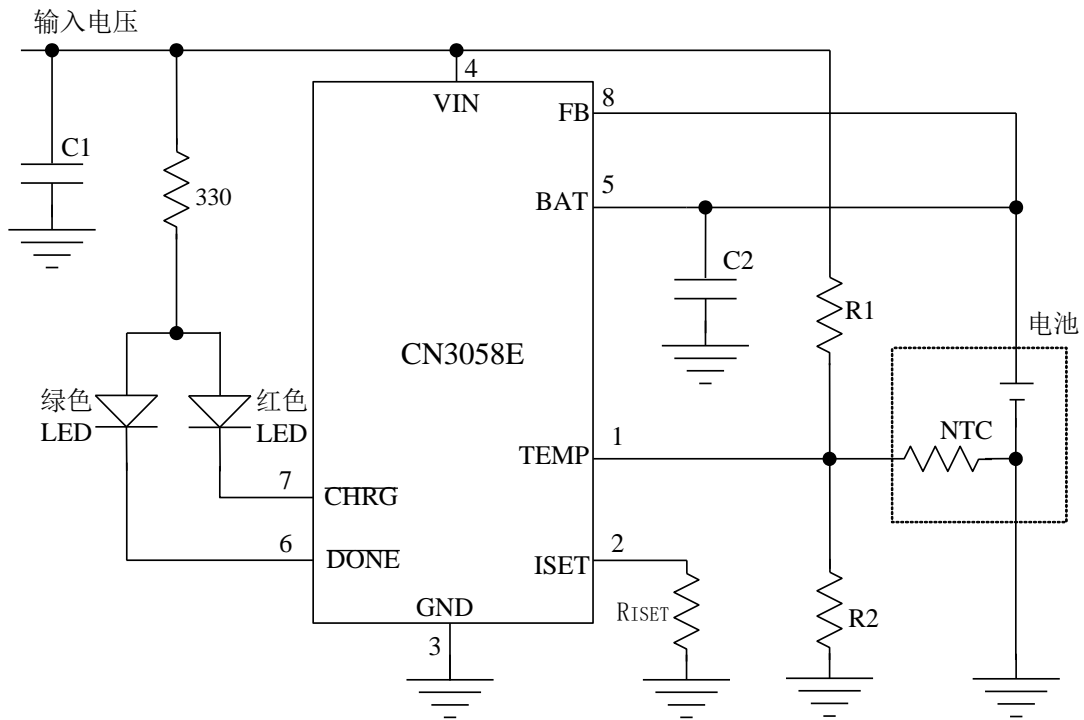 输入电压
4
VIN
8
FB
C1
330
5
BAT
C2
R1
电池
CN3058E
绿色
LED
红色
LED
NTC
1
TEMP
7
CHRG
6
DONE
2
ISET
GND
3
RISET
R2